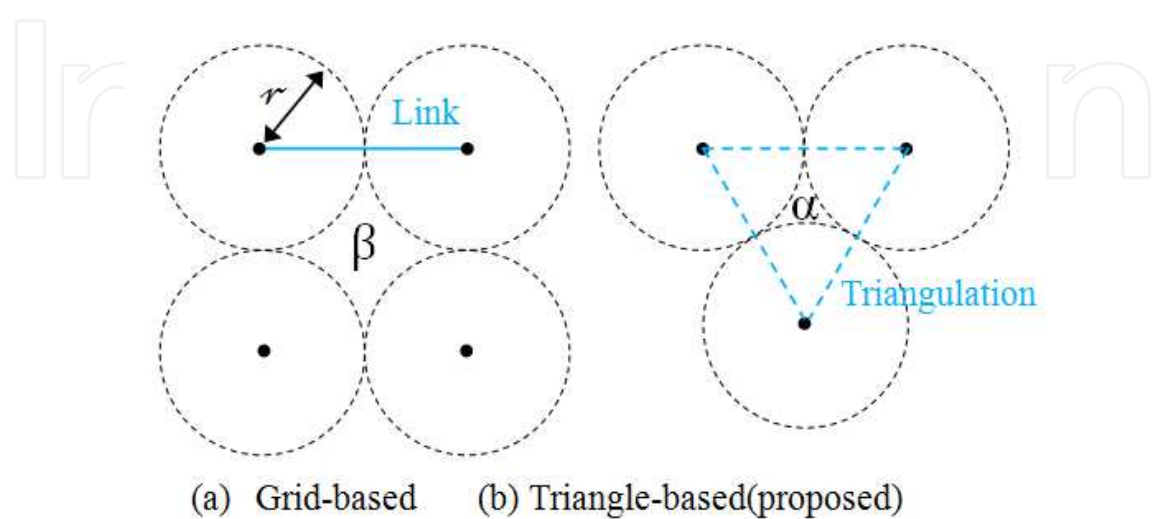 r
Link
β
α
Triangulation
(a) Grid-based
(b) Triangle-based(proposed)